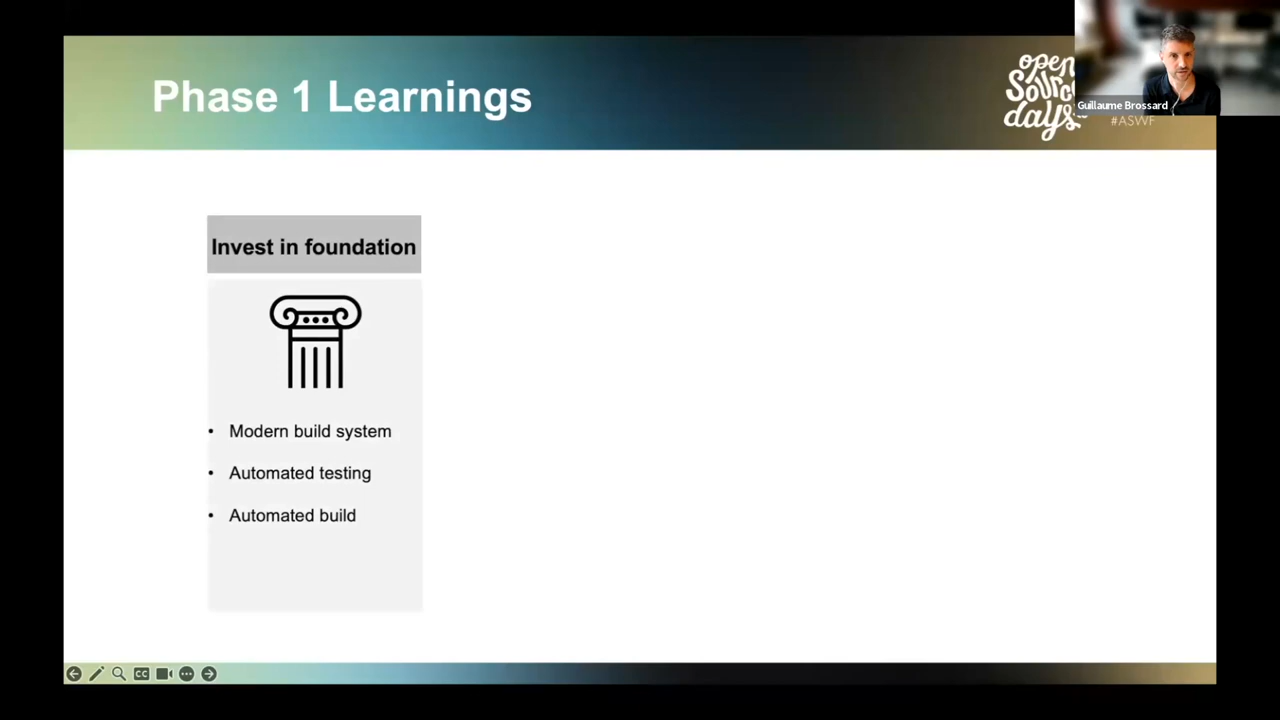 Phase 1 Learnings
open
Source
days
#ASWF
Guillaume Brossard
Invest in foundation
• Modern build system
• Automated testing
• Automated build
CC